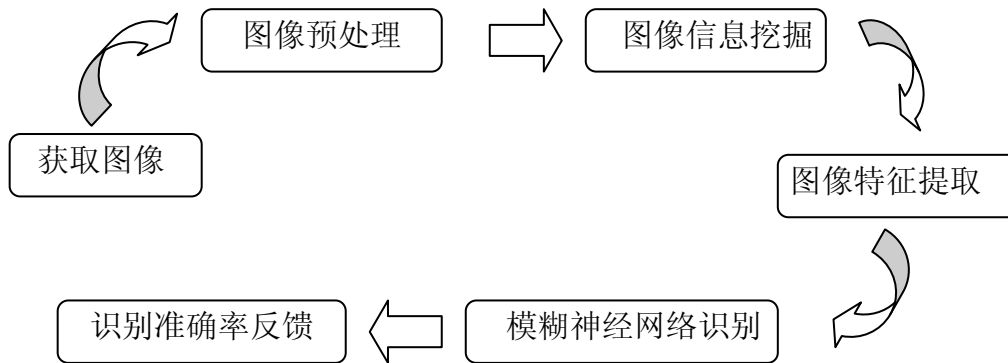 获取图像
图像预处理
图像信息挖掘
图像特征提取
模糊神经网络识别
识别准确率反馈